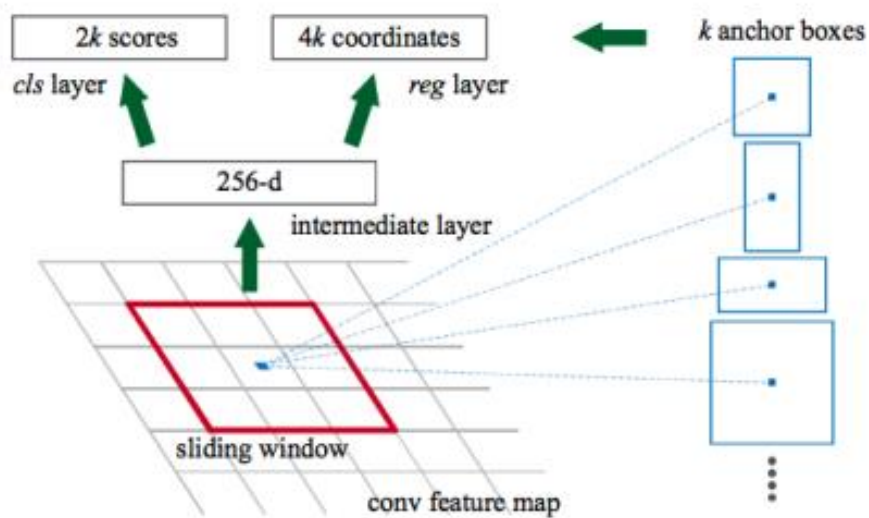 2k scores
4k coordinates
k anchor boxes
cls layer
reg layer
256-d
intermediate layer
sliding window
conv feature map